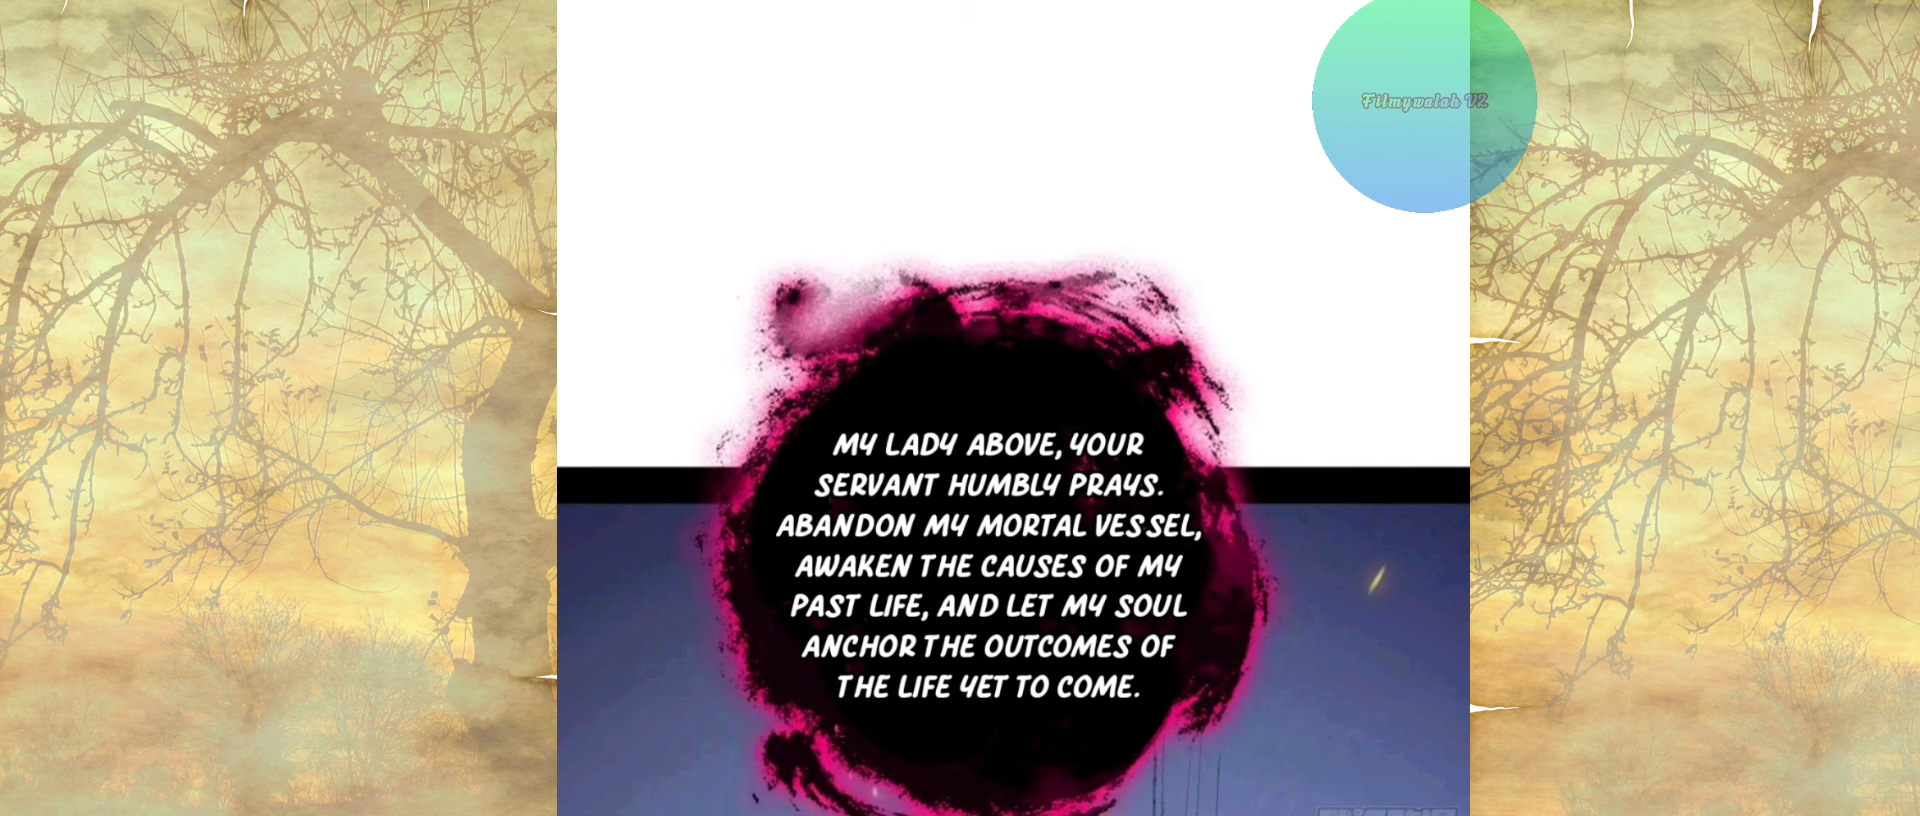 Filmywalah V2
MY LADY ABOVE, YOUR
SERVANT HUMBLY PRAYS.
ABANDON MY MORTAL VESSEL,
AWAKEN THE CAUSES OF MY
PAST LIFE, AND LET MY SOUL
ANCHOR THE OUTCOMES OF
THE LIFE YET TO COME.